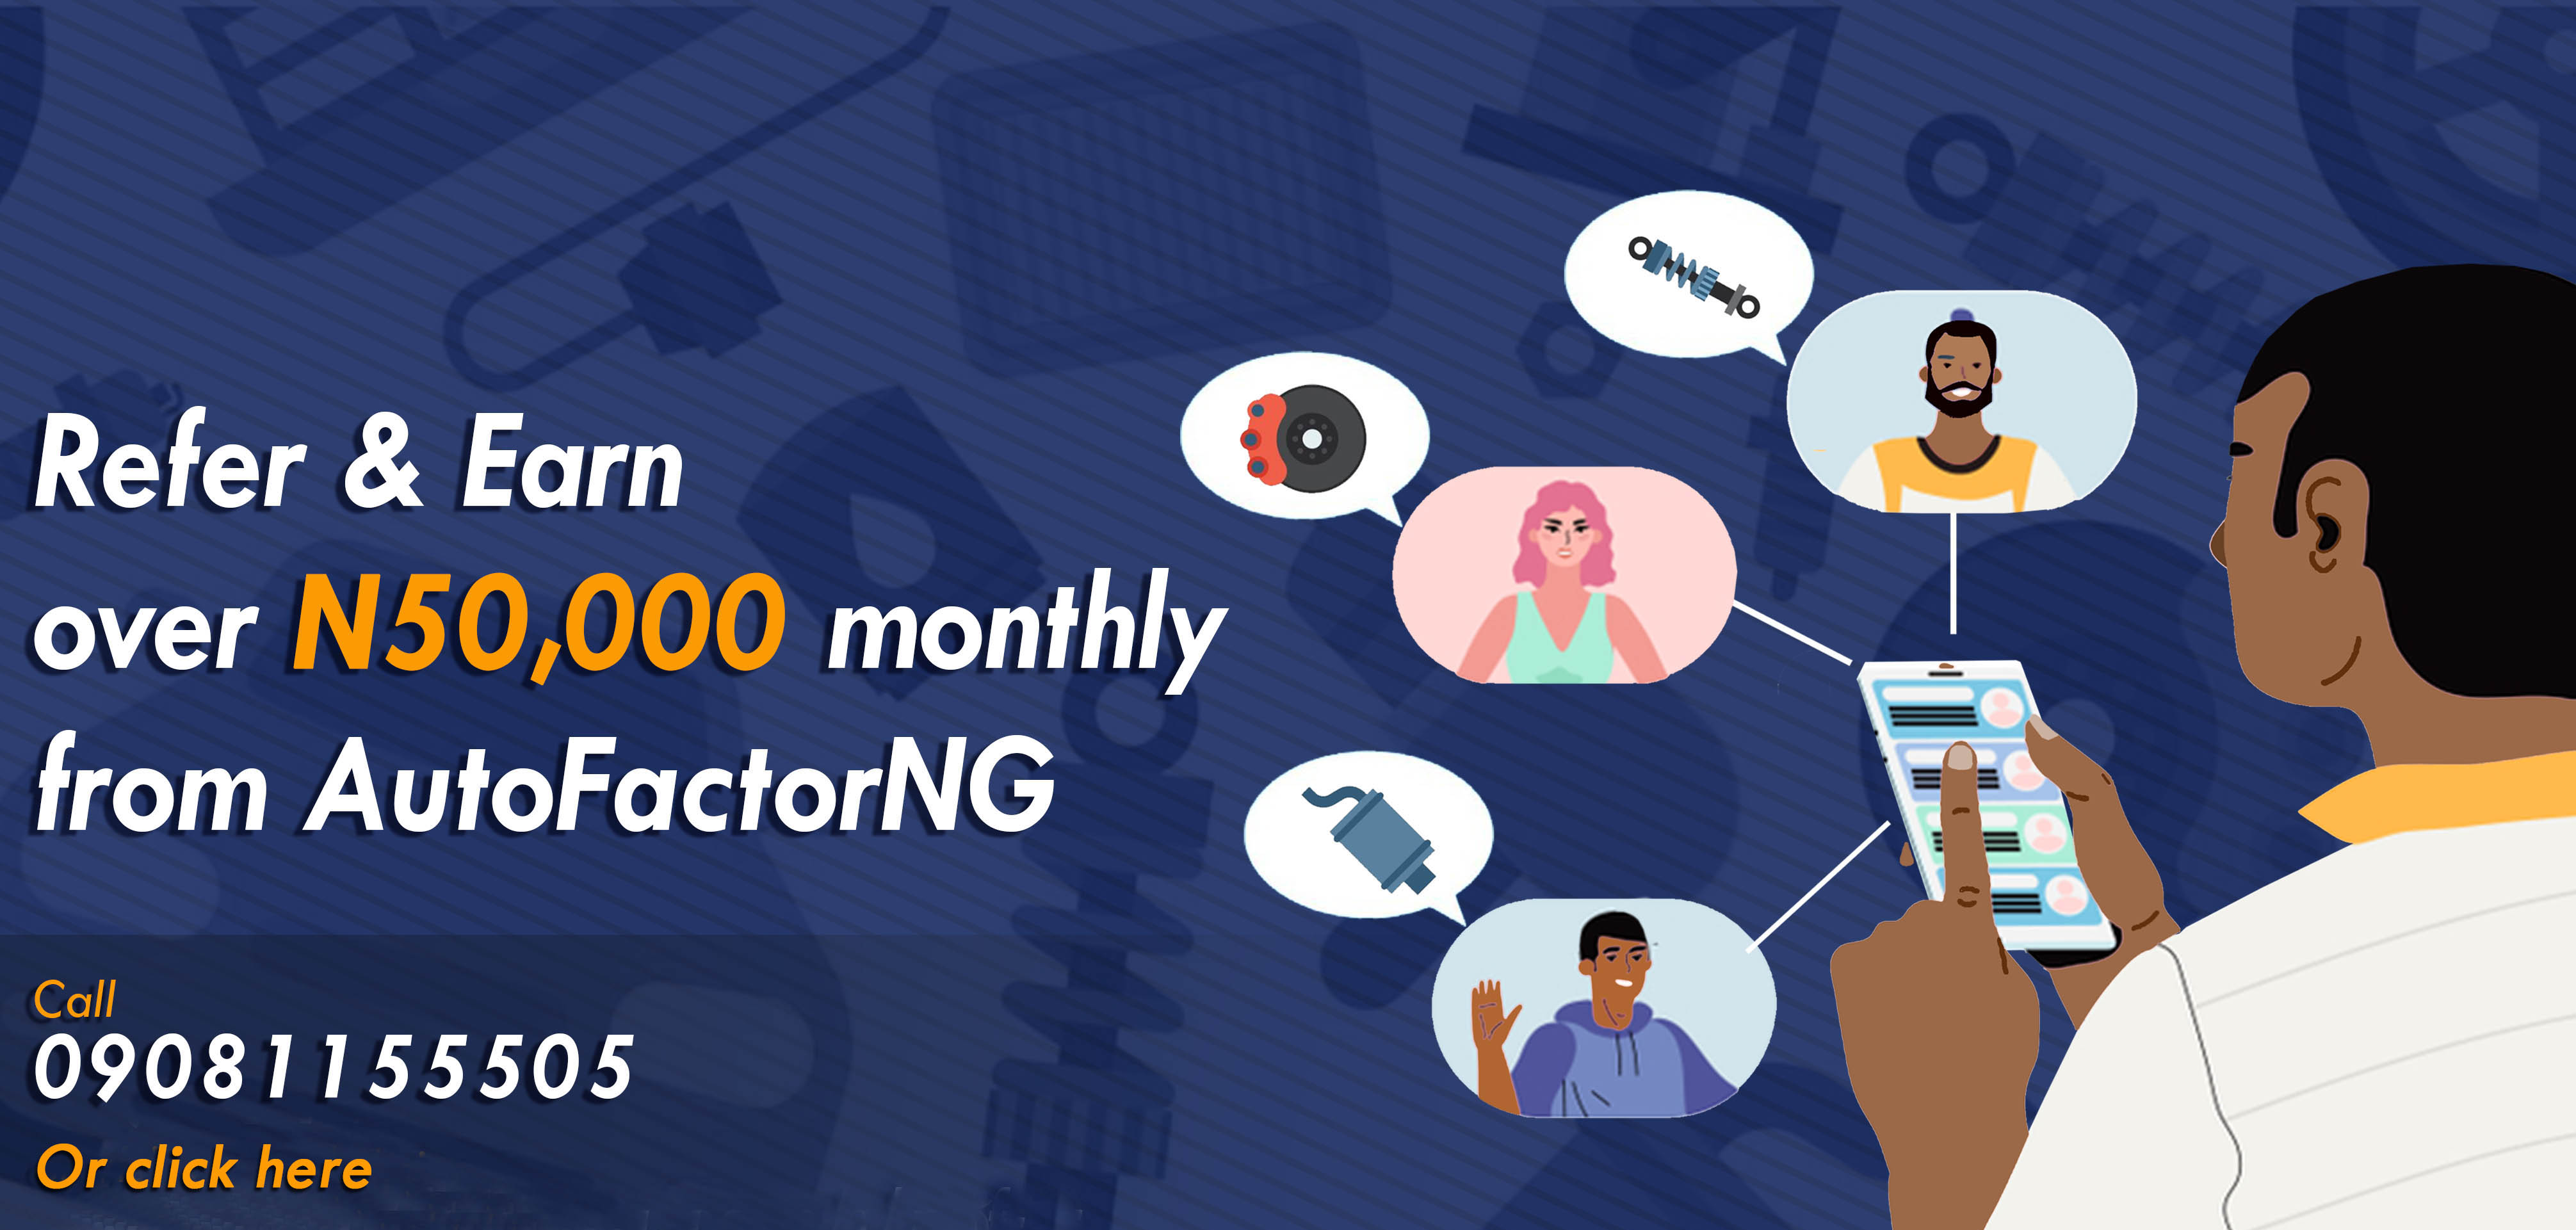 Refer & Earn
over N50,000 monthly
from AutoFactorNG
Call
09081155505
Or click here